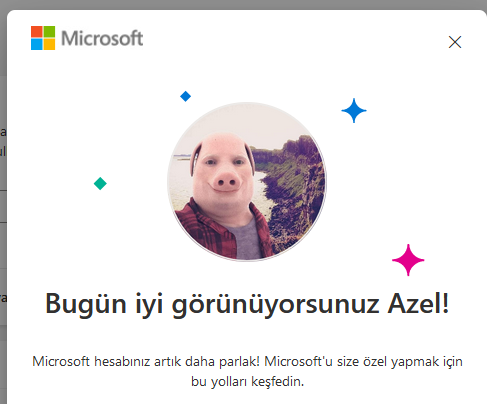 Microsoft
Bugün iyi görünüyorsunuz Azel!
Microsoft hesabınız artık daha parlak! Microsoft'u size özel yapmak için
bu yolları keşfedin.